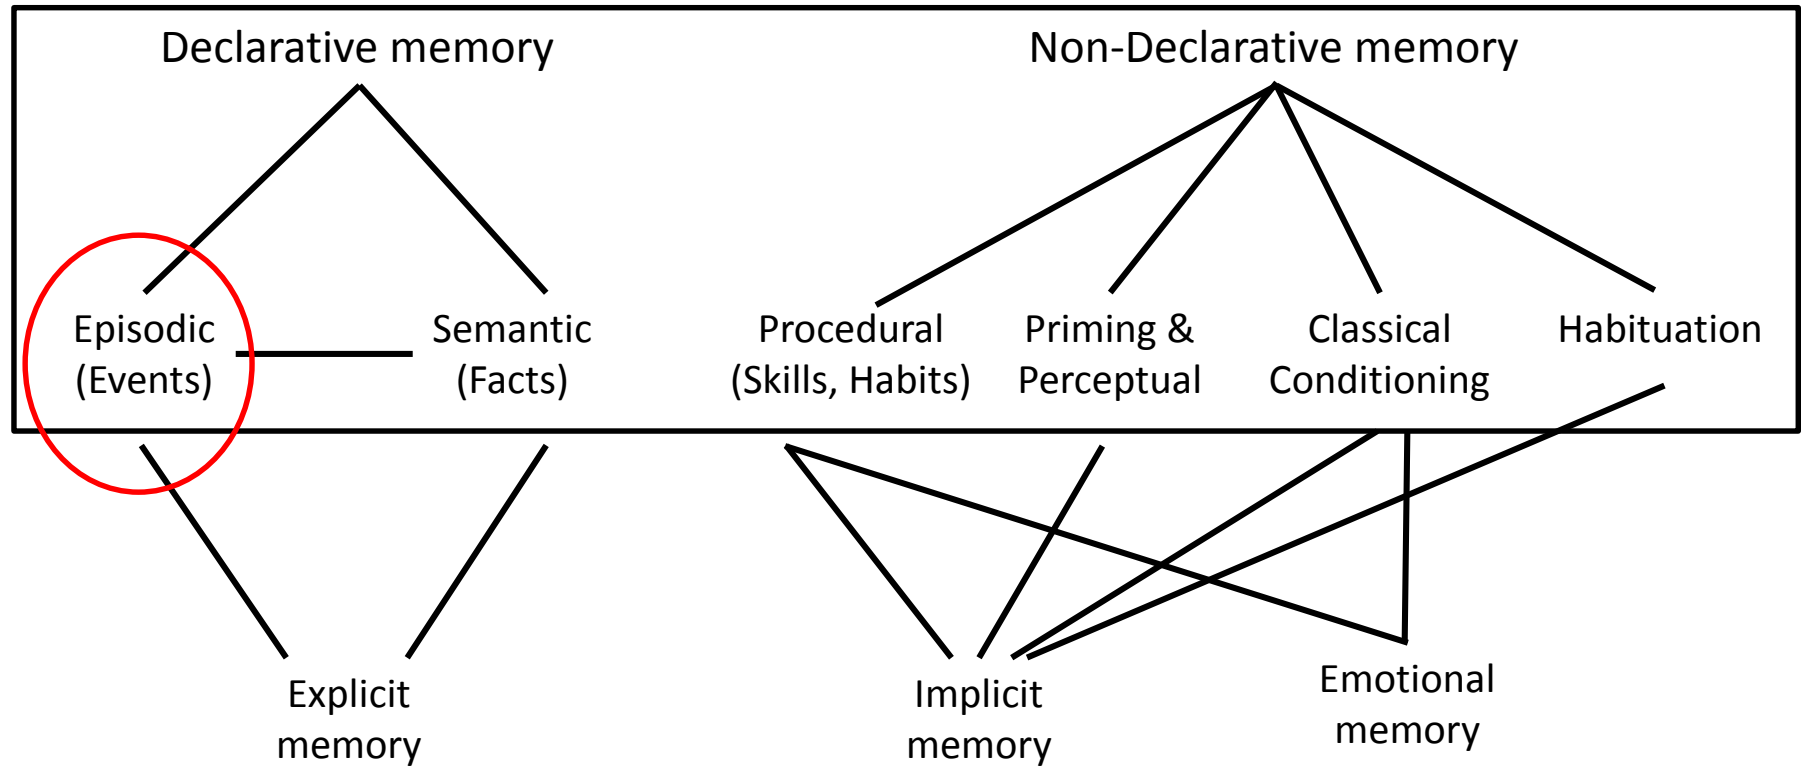 Declarative memory
Non-Declarative memory
Episodic
(Events)
Semantic
(Facts)
Procedural
(Skills, Habits)
Priming &
Perceptual
Classical
Conditioning
Habituation
Explicit
memory
Implicit
memory
Emotional
memory